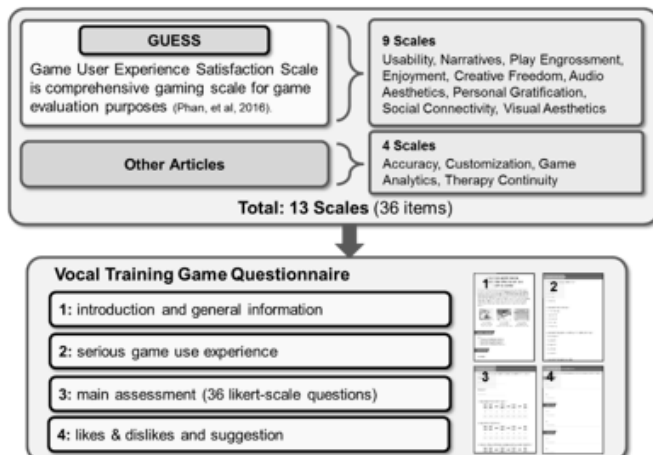 GUESS
Game User Experience Satisfaction Scale
is comprehensive gaming scale for game
evaluation purposes (Phan, et al, 2016).
9 Scales
Usability, Narratives, Play Engrossment,
Enjoyment, Creative Freedom, Audio
Aesthetics, Personal Gratification,
Social Connectivity, Visual Aesthetics
Other Articles
4 Scales
Accuracy, Customization, Game
Analytics, Therapy Continuity
Total: 13 Scales (36 items)
Vocal Training Game Questionnaire
1: introduction and general information
2: serious game use experience
3: main assessment (36 likert-scale questions)
4: likes & dislikes and suggestion
1
2
3
4